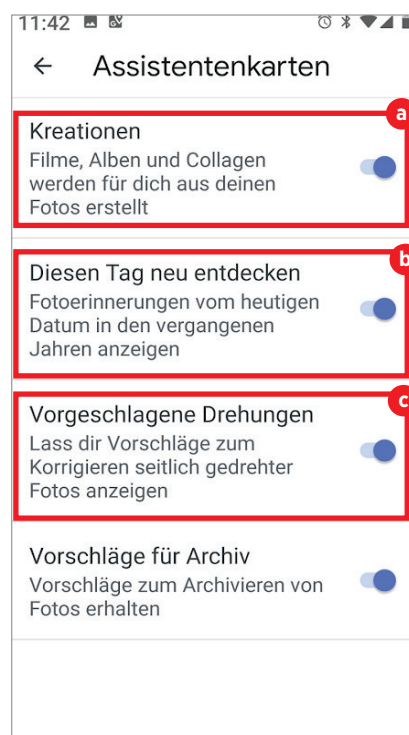 11:42
Assistentenkarten
a
Kreationen
Filme, Alben und Collagen
werden für dich aus deinen
Fotos erstellt
b
Diesen Tag neu entdecken
Fotoerinnerungen vom heutigen
Datum in den vergangenen
Jahren anzeigen
c
Vorgeschlagene Drehungen
Lass dir Vorschläge zum
Korrigieren seitlich gedrehter
Fotos anzeigen
Vorschläge für Archiv
Vorschläge zum Archivieren von
Fotos erhalten